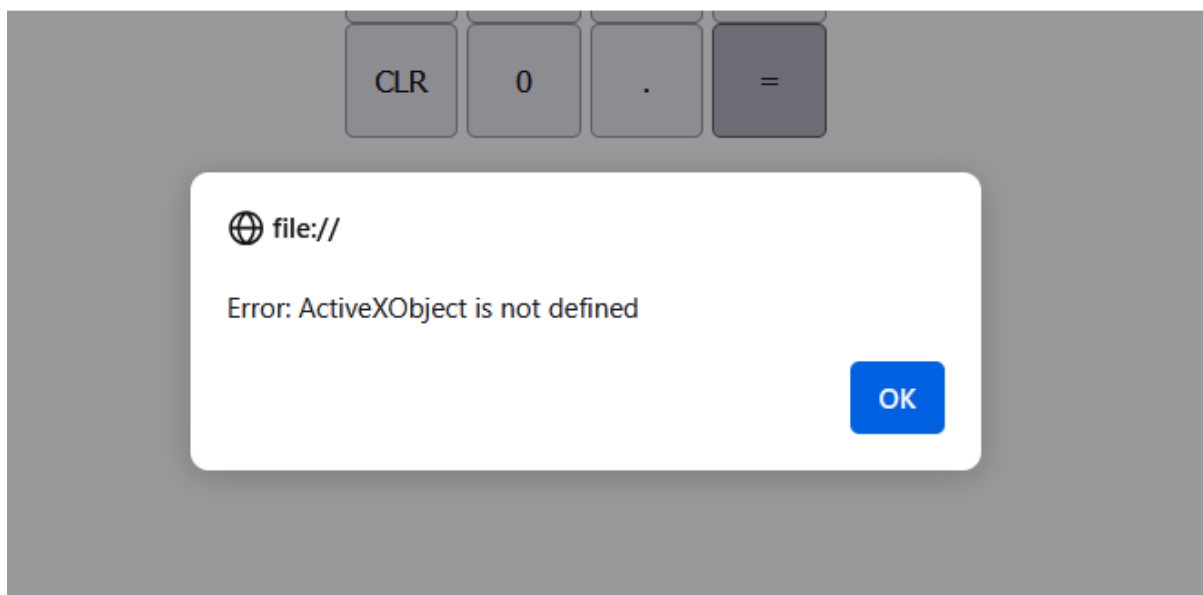 CLR 0 . =
file://
Error: ActiveXObject is not defined
OK